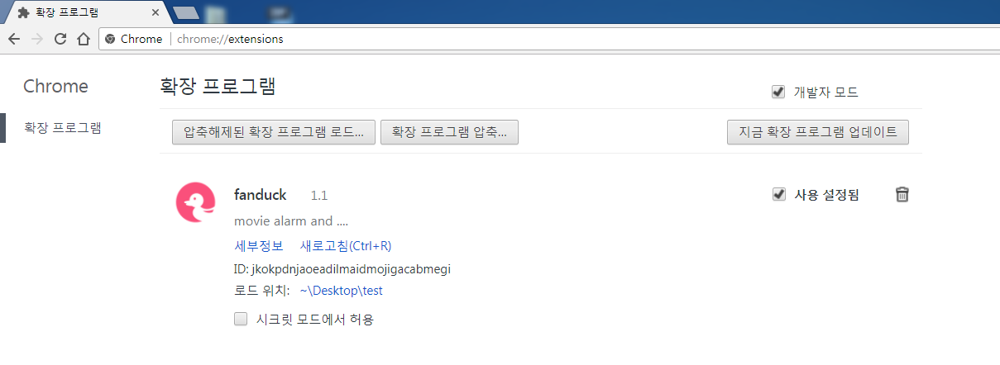 확장 프로그램
Chrome chrome://extensions
Chrome
확장 프로그램
확장 프로그램
개발자 모드
압축해제된 확장 프로그램 로드...
확장 프로그램 압축...
지금 확장 프로그램 업데이트
fanduck 1.1
사용 설정됨
movie alarm and ....
세부정보 새로고침(Ctrl+R)
ID: jkokpdnjaoeadilmaidmojigacabmegi
로드 위치: ~\Desktop\test
시크릿 모드에서 허용